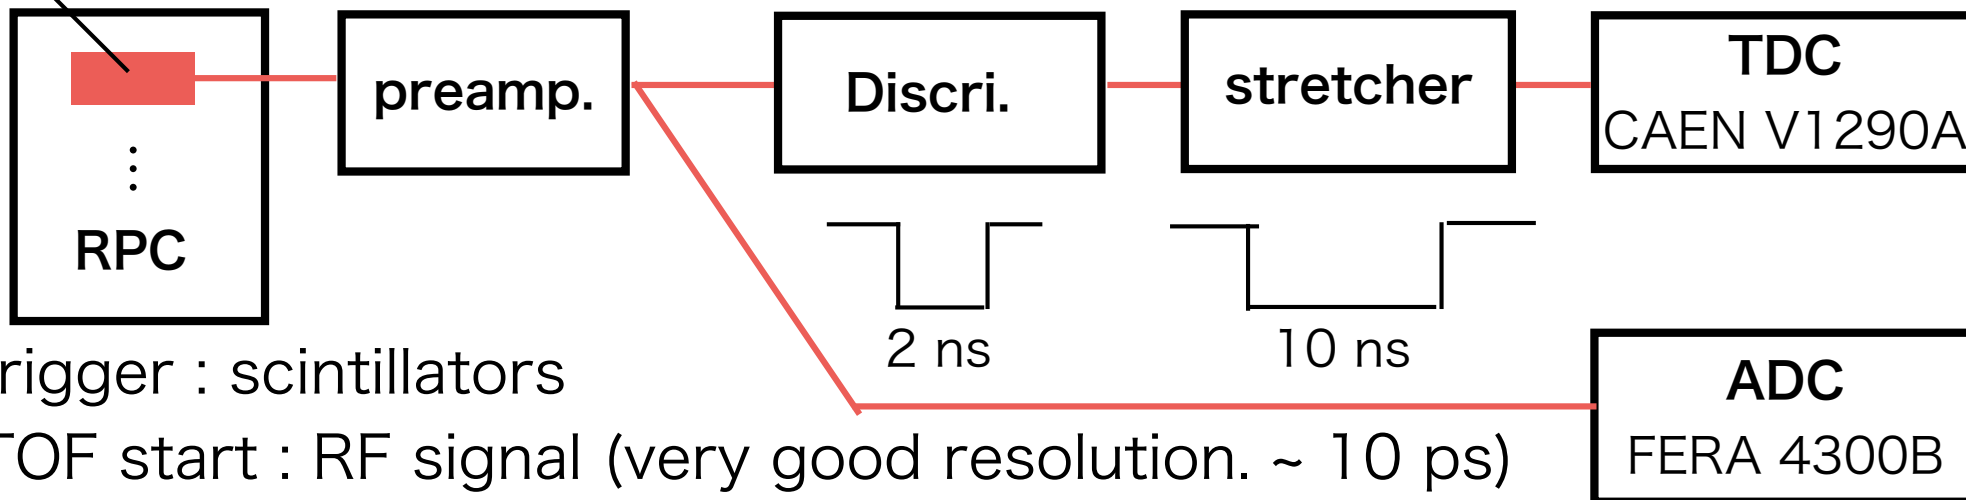 preamp.
Discri.
stretcher
TDC
CAEN V1290A
RPC
2 ns
10 ns
rigger : scintillators
ADC
TOF start : RF signal (very good resolution. ~ 10 ps)
FERA 4300B